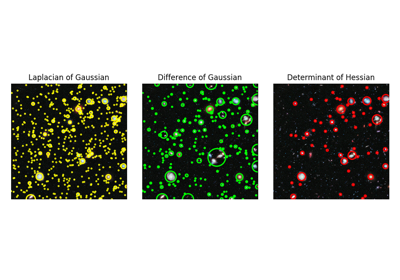 Laplacian of Gaussian
Difference of Gaussian
Determinant of Hessian